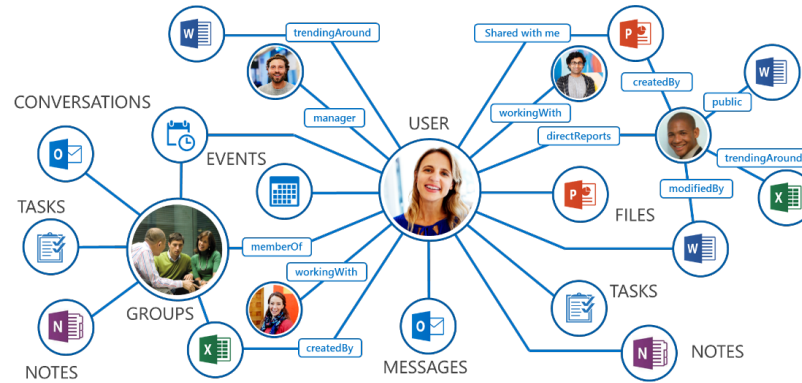 W
trendingAround
Shared with me
P
createdBy
W
public
CONVERSATIONS
manager
USER
workingWith
directReports
O
EVENTS
trendingAround
X
modifiedBy
TASKS
P
FILES
memberOf
W
workingWith
TASKS
N
GROUPS
X
createdBy
O
N
NOTES
NOTES
MESSAGES